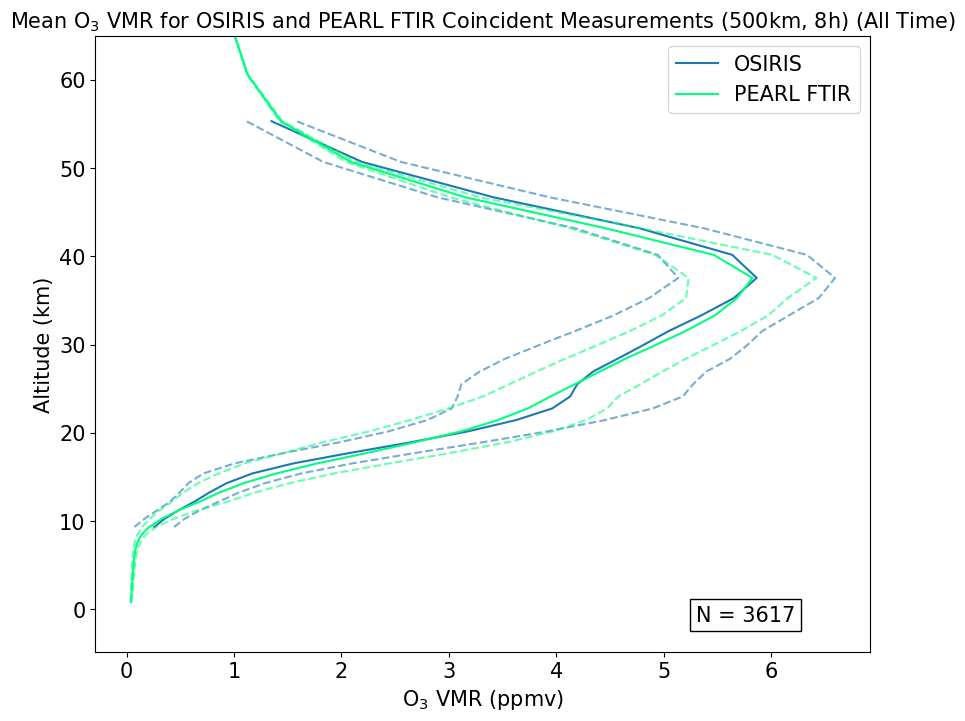 Mean O₃ VMR for OSIRIS and PEARL FTIR Coincident Measurements (500km, 8h) (All Time)
OSIRIS
PEARL FTIR
60
50
40
30
20
10
0
Altitude (km)
N = 3617
0 1 2 3 4 5 6
O₃ VMR (ppmv)